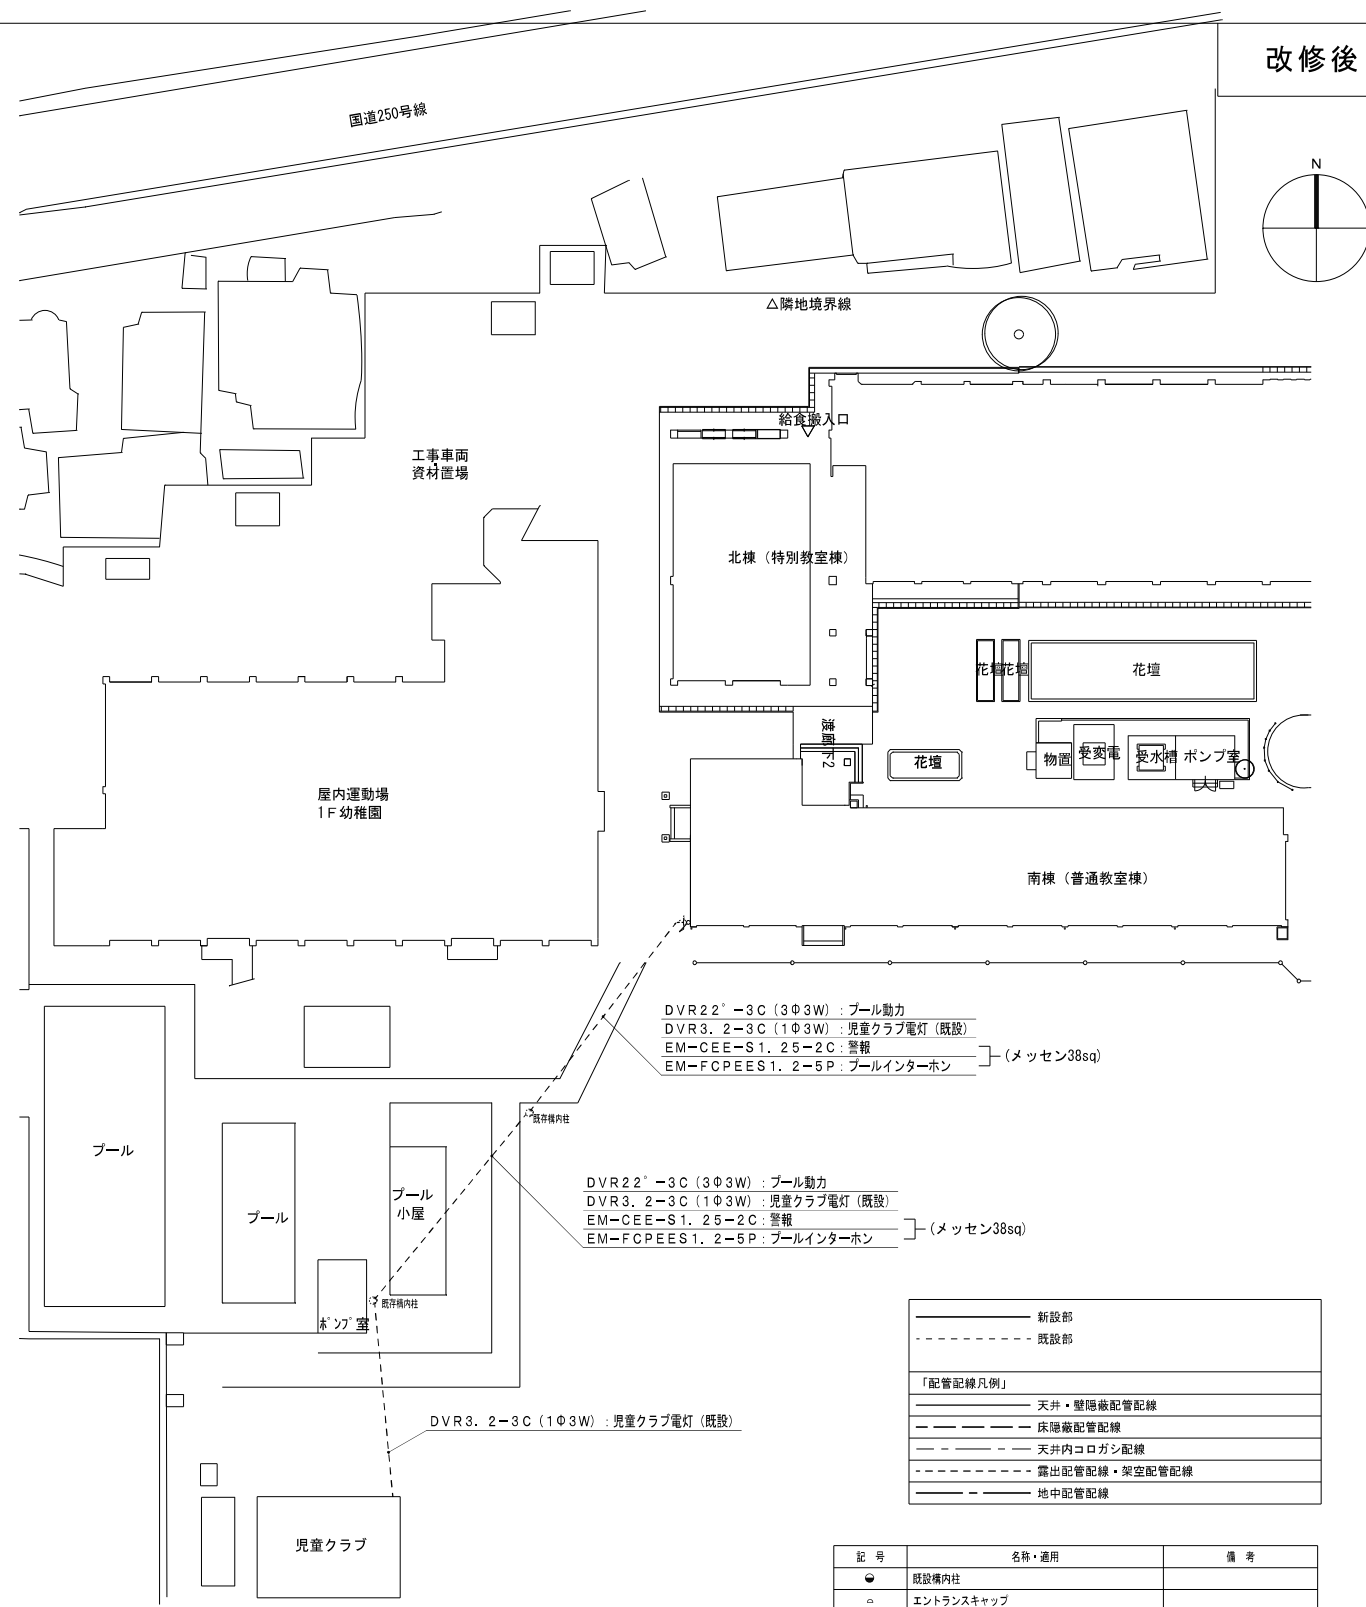 改修後
国道250号線
N
△隣地境界線
給食搬入口
工事車両
資材置場
北棟（特別教室棟）
花壇
花壇
花壇
渡廊下2
花壇
物置
受変電
受水槽
ポンプ室
屋内運動場
1F幼稚園
南棟（普通教室棟）
DVR22°-3C（3Φ3W）：プール動力
DVR3．2-3C（1Φ3W）：児童クラブ電灯（既設）
EM-CEE-S1．25-2C：警報
EM-FCPEES1．2-5P：プールインターホン
(メッセン38sq)
既存構内柱
プール
プール
プール
小屋
DVR22°-3C（3Φ3W）：プール動力
DVR3．2-3C（1Φ3W）：児童クラブ電灯（既設）
EM-CEE-S1．25-2C：警報
EM-FCPEES1．2-5P：プールインターホン
(メッセン38sq)
既存構内柱
ポンプ室
新設部
既設部
「配管配線凡例」
天井・壁隠蔽配管配線
床隠蔽配管配線
天井内コロガシ配線
露出配管配線・架空配管配線
地中配管配線
DVR3．2-3C（1Φ3W）：児童クラブ電灯（既設）
児童クラブ
記 号 名称・適用 備 考
既設構内柱
エントランスキャップ